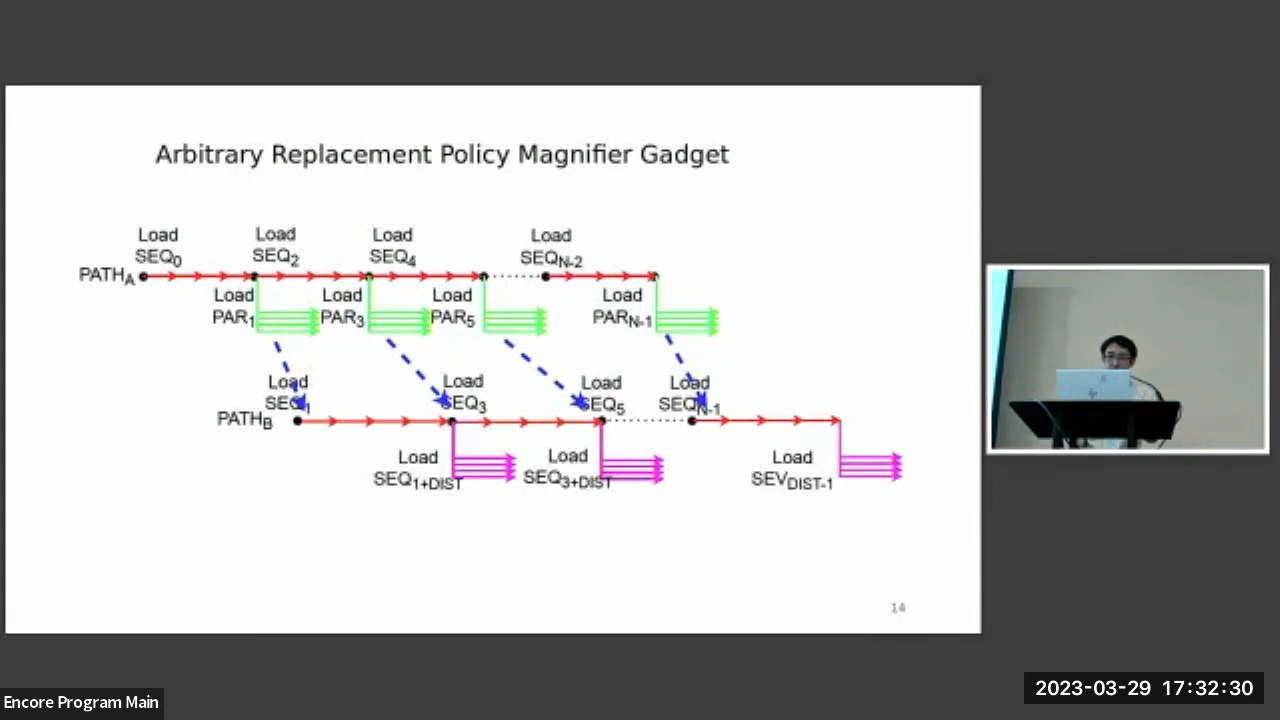 Arbitrary Replacement Policy Magnifier Gadget
Load Load Load Load
SEQ0 SEQ2 SEQ4 SEQN-2
PATHA
Load Load Load Load
PAR1 PAR3 PAR5 PARN-1
Load Load Load Load
SEQ1 SEQ3 SEQ5 SEQN-1
PATHB
Load Load Load
SEQ1+DIST SEQ3+DIST SEVDIST-1
14
Encore Program Main
2023-03-29 17:32:30